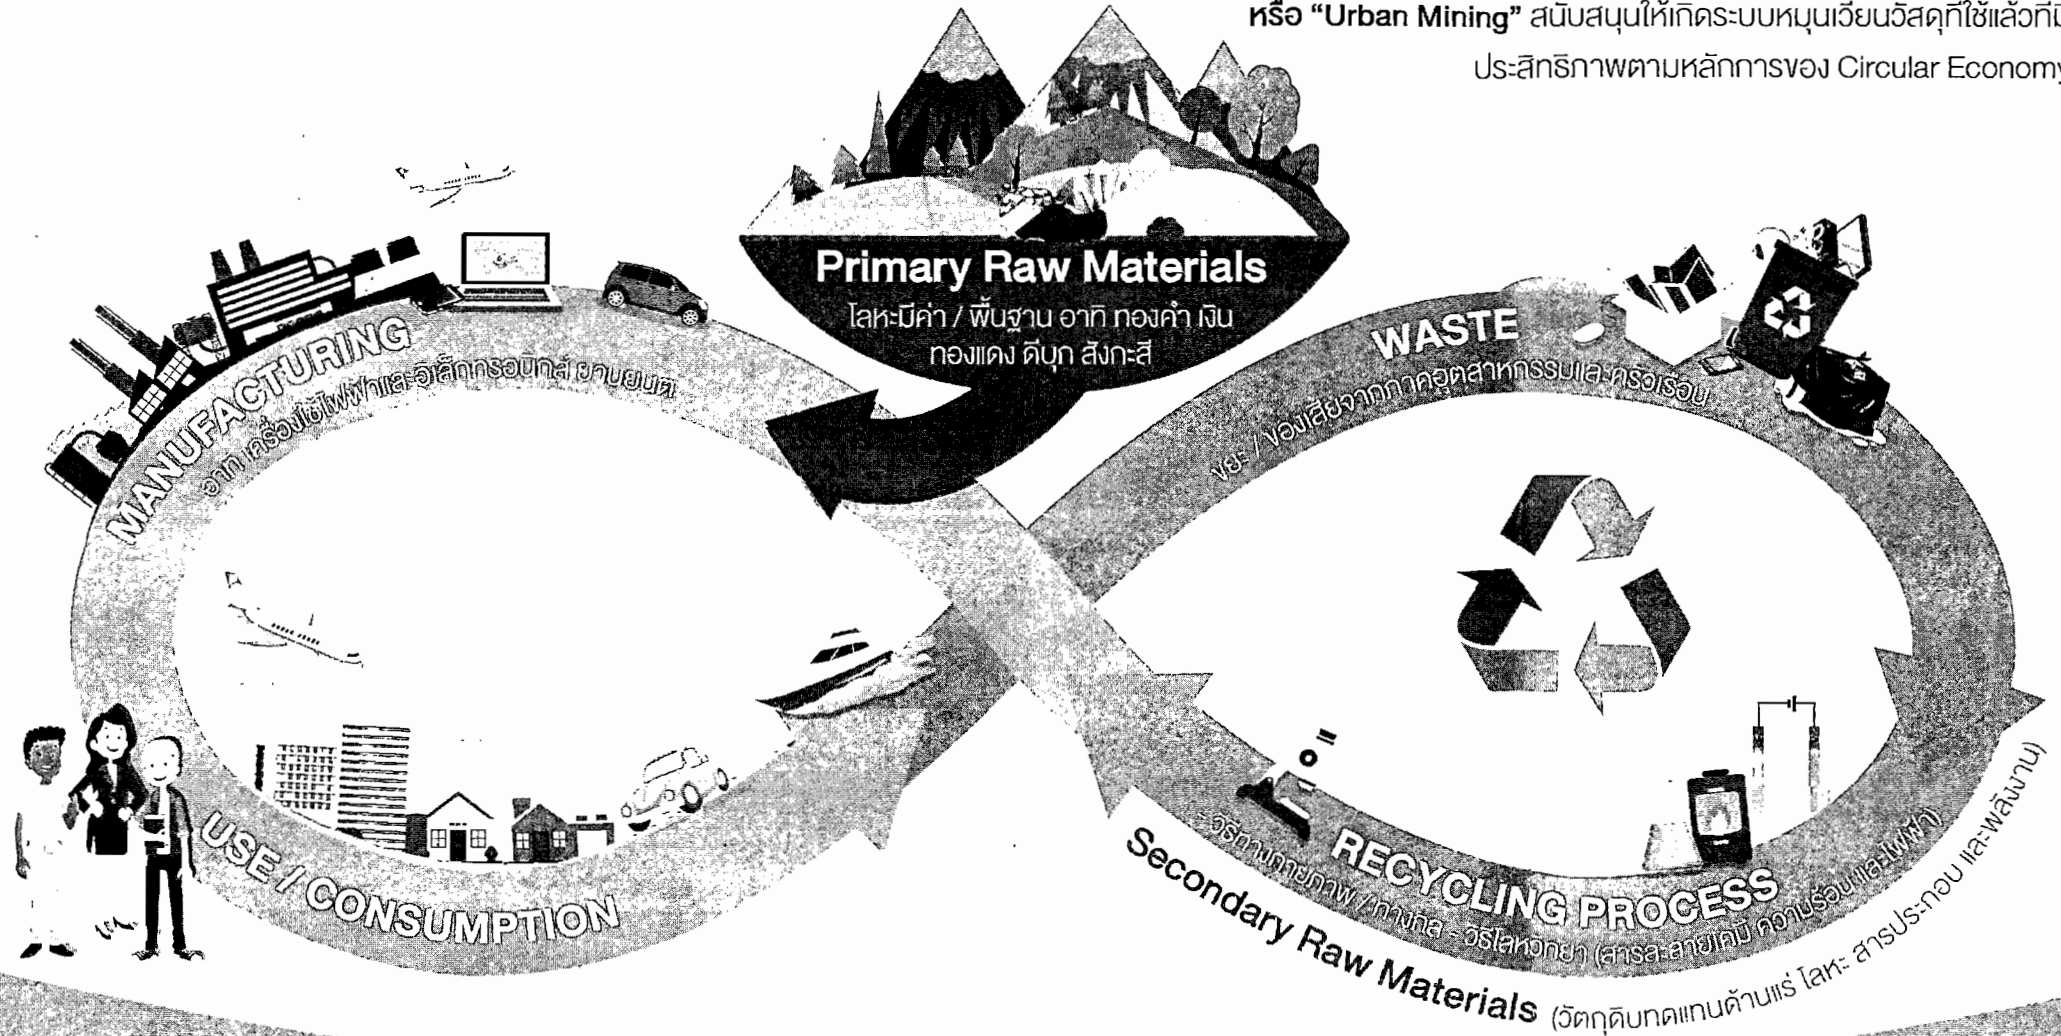 หรือ “Urban Mining” สนับสนุนให้เกิดระบบหมุนเวียนวัสดุที่ใช้แล้วที่มี
ประสิทธิภาพตามหลักการของ Circular Economy
Primary Raw Materials
โลหะมีค่า / พื้นฐาน อาทิ ทองคำ เงิน
ทองแดง ดีบุก สังกะสี
MANUFACTURING
อาทิ เครื่องใช้ไฟฟ้าและอิเล็กทรอนิกส์ ยานยนต์
WASTE
ขยะ / ของเสียจากภาคอุตสาหกรรมและครัวเรือน
USE / CONSUMPTION
RECYCLING PROCESS
- วิธีทางกายภาพ / ทางกล - วิธีโลหวิทยา (สารละลายเคมี ความร้อน และไฟฟ้า)
Secondary Raw Materials (วัตถุดิบทดแทนด้านแร่ โลหะ สารประกอบ และพลังงาน)